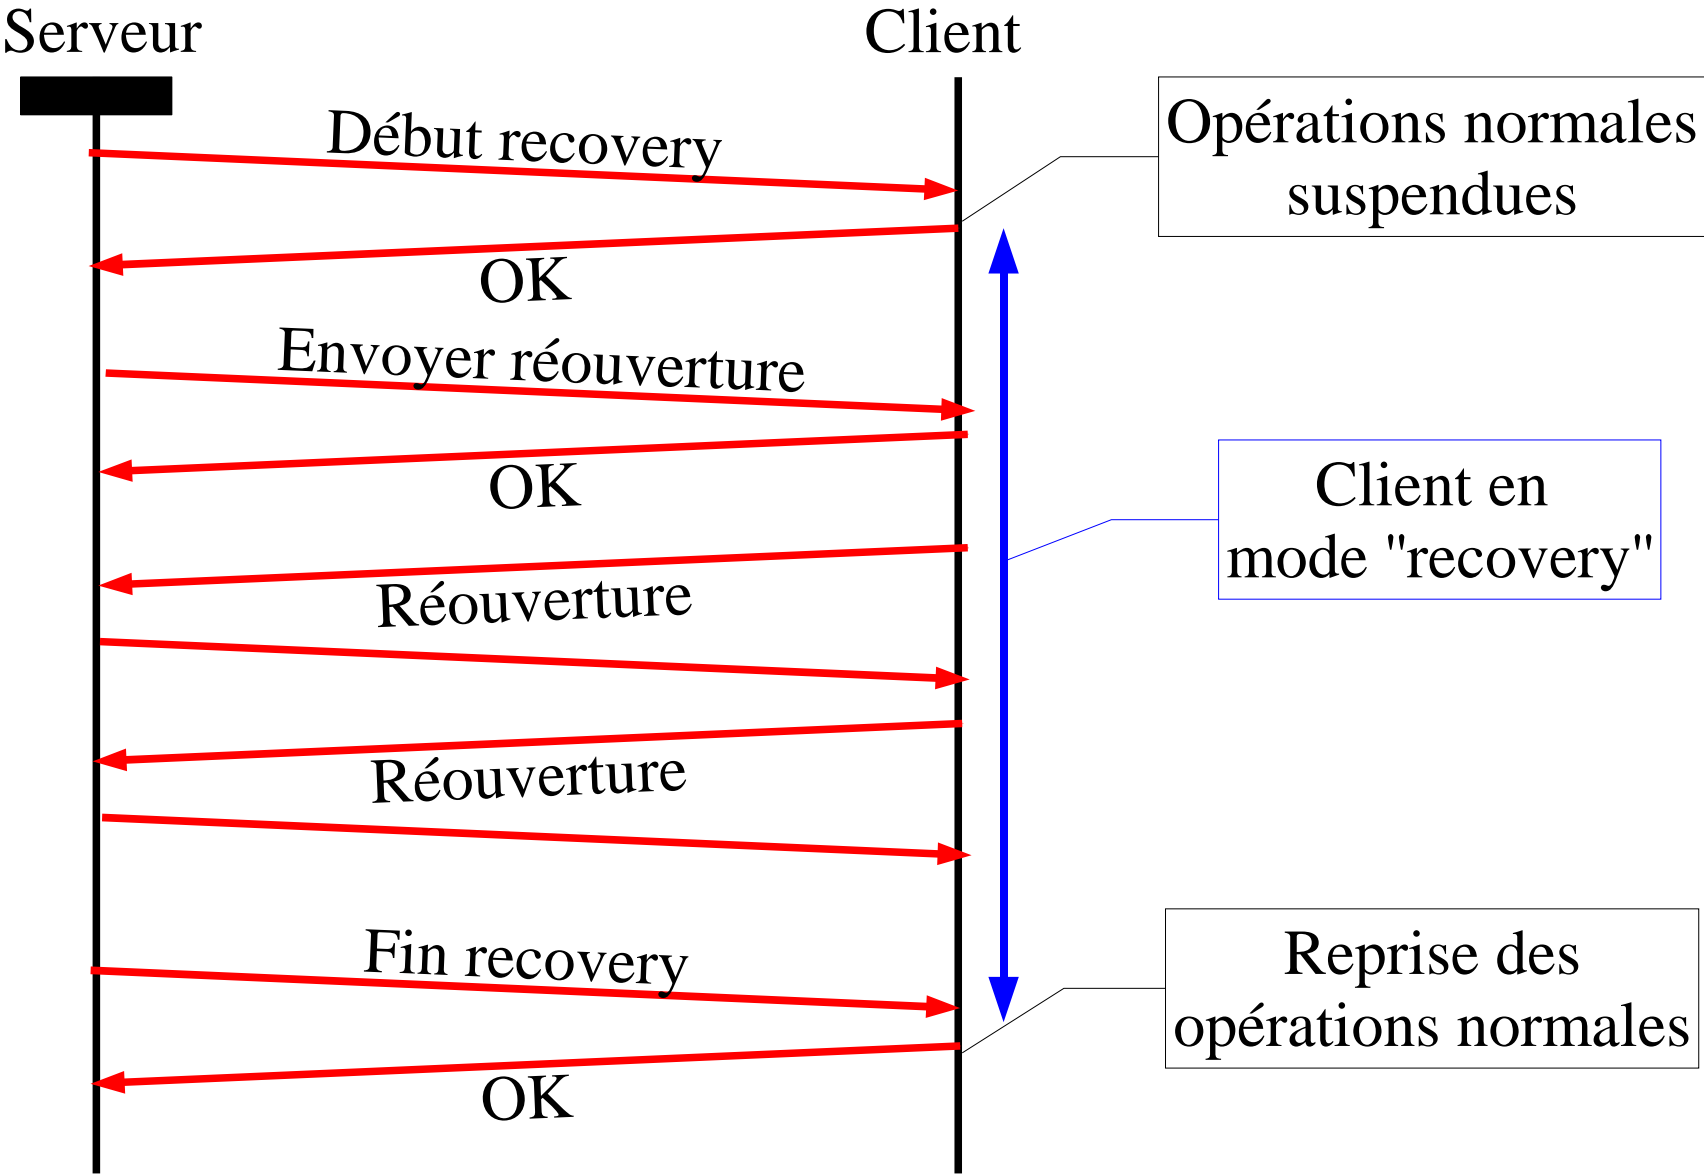 Serveur
Client
Début recovery
Opérations normales
suspendues
OK
Envoyer réouverture
Client en
mode "recovery"
OK
Réouverture
Réouverture
Fin recovery
Reprise des
opérations normales
OK